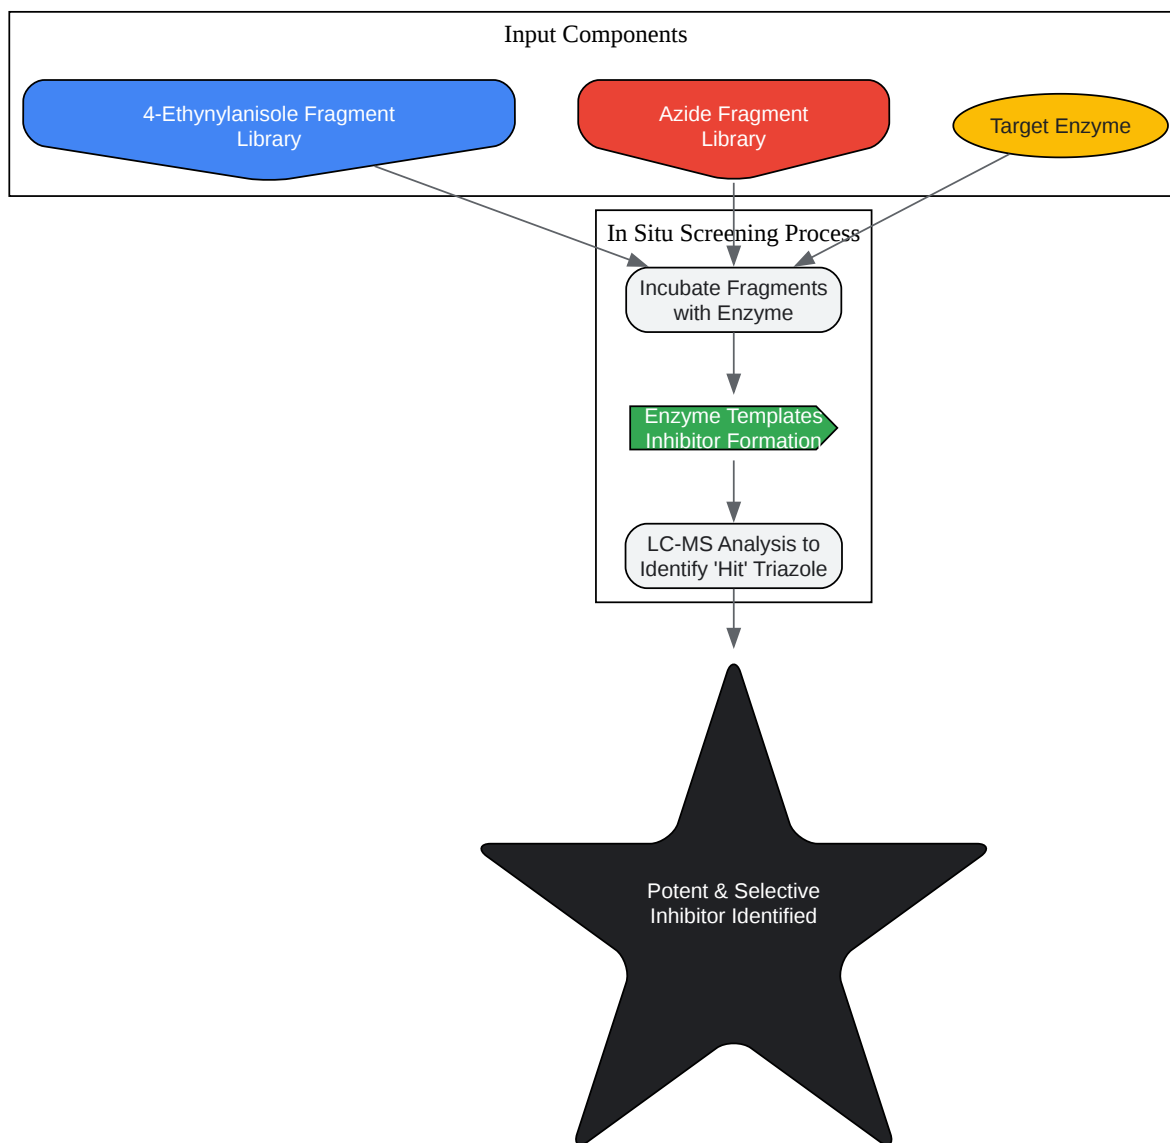 Input Components
4-Ethynylanisole Fragment
Library
Azide Fragment
Library
Target Enzyme
In Situ Screening Process
Incubate Fragments
with Enzyme
Enzyme Templates
Inhibitor Formation
LC-MS Analysis to
Identify 'Hit' Triazole
Potent & Selective
Inhibitor Identified